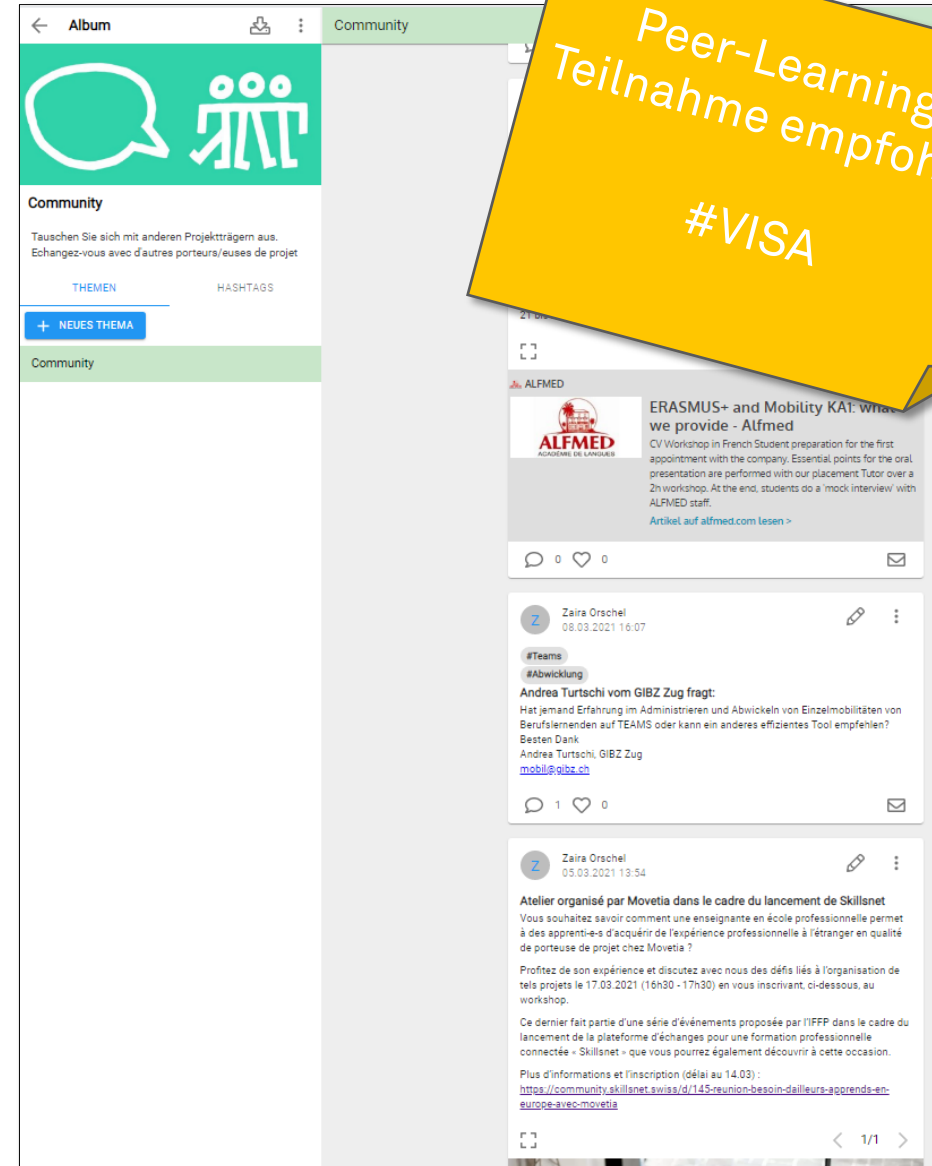 Album
Community
Community
Tauschen Sie sich mit anderen Projektträgern aus.
Echangez-vous avec d'autres porteurs/euses de projet
THEMEN
HASHTAGS
+ NEUES THEMA
Community
Peer-Learning
Teilnahme
#VISA
ALFMED
ALFMED
ACADÉMIE DE LANGUES
ERASMUS+ and Mobility KA1: what
we provide - Alfmed
CV Workshop in French Student preparation for the first
appointment with the company. Essential points for the oral
presentation are performed with our placement Tutor over a
2h workshop. At the end, students do a 'mock interview' with
ALFMED staff.
Artikel auf alfmed.com lesen >
0 0
Z
Zaira Orschel
08.03.2021 16:07
#Teams
#Abwicklung
Andrea Turtschi vom GIBZ Zug fragt:
Hat jemand Erfahrung im Administrieren und Abwickeln von Einzelmobilitäten von
Berufslernenden auf TEAMS oder kann ein anderes effizientes Tool empfehlen?
Besten Dank
Andrea Turtschi, GIBZ Zug
mobil@gibz.ch
1 0
Z
Zaira Orschel
05.03.2021 13:54
Atelier organisé par Movetia dans le cadre du lancement de Skillsnet
Vous souhaitez savoir comment une enseignante en école professionnelle permet
à des apprenti-e-s d'acquérir de l'expérience professionnelle à l'étranger en qualité
de porteuse de projet chez Movetia ?
Profitez de son expérience et discutez avec nous des défis liés à l'organisation de
tels projets le 17.03.2021 (16h30 - 17h30) en vous inscrivant, ci-dessous, au
workshop.
Ce dernier fait partie d'une série d'événements proposée par l'IFFP dans le cadre du
lancement de la plateforme d'échanges pour une formation professionnelle
connectée « Skillsnet » que vous pourrez également découvrir à cette occasion.
Plus d'informations et l'inscription (délai au 14.03) :
https://community.skillsnet.swiss/d/145-reunion-besoin-dailleurs-apprends-en-
europe-avec-movetia
< 1/1 >